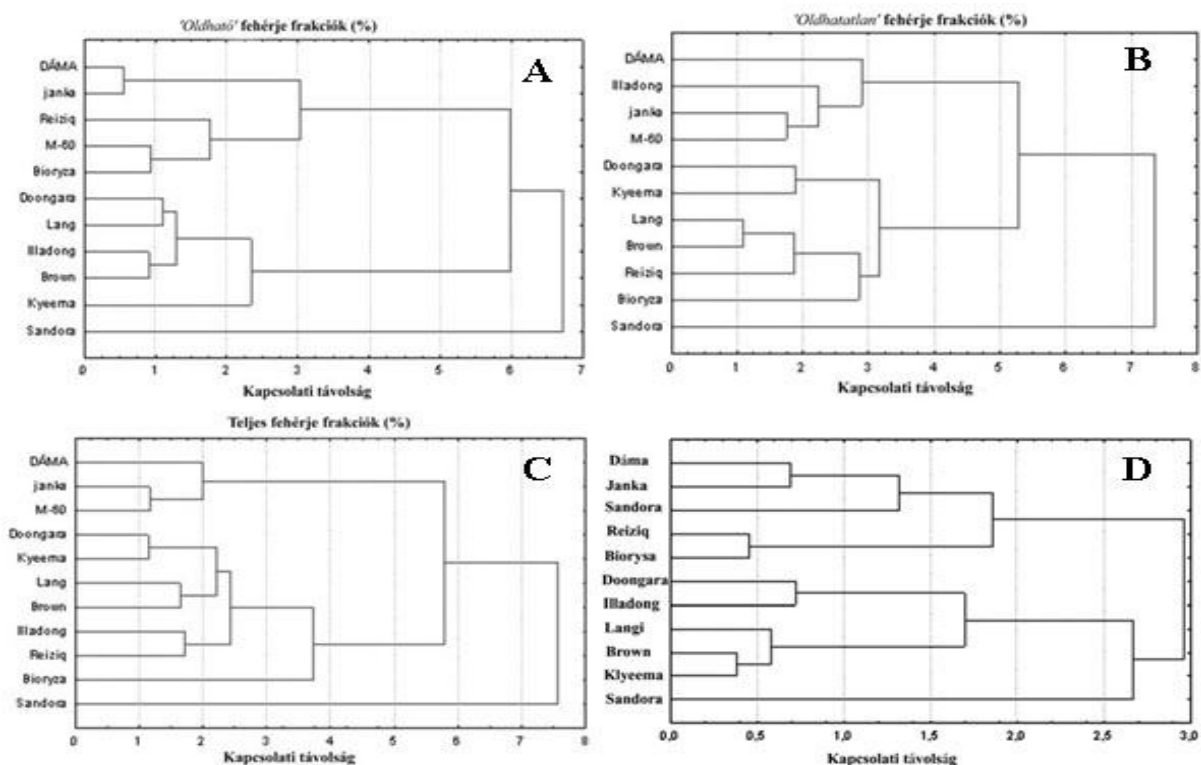 'Oldható' fehérje frakciók (%)
A
DÁMA
janka
Reiziq
M-60
Bioryza
Doongara
Lang
Illadong
Brown
Kyeema
Sandora
0 1 2 3 4 5 6 7
Kapcsolati távolság
'Oldhatatlan' fehérje frakciók (%)
B
DÁMA
Illadong
janka
M-60
Doongara
Kyeema
Lang
Brown
Reiziq
Bioryza
Sandora
0 1 2 3 4 5 6 7 8
Kapcsolati távolság
Teljes fehérje frakciók (%)
C
DÁMA
janka
M-60
Doongara
Kyeema
Lang
Brown
Illadong
Reiziq
Bioryza
Sandora
0 1 2 3 4 5 6 7 8
Kapcsolati távolság
D
Dáma
Janka
Sandora
Reiziq
Biorysa
Doongara
Illadong
Langi
Brown
Klyeema
Sandora
0,0 0,5 1,0 1,5 2,0 2,5 3,0
Kapcsolati távolság